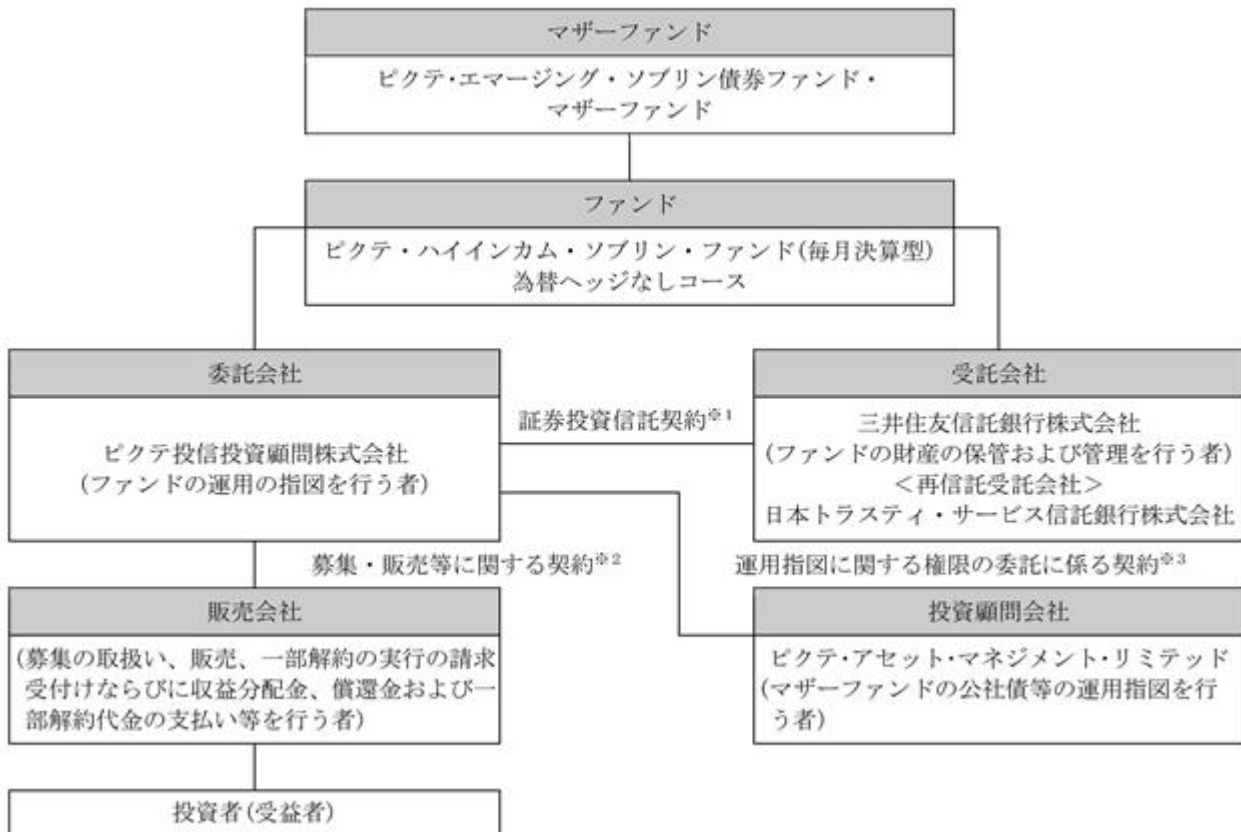 マザーファンド
ピクテ・エマージング・ソブリン債券ファンド・
マザーファンド
ファンド
ピクテ・ハイインカム・ソブリン・ファンド(毎月決算型)
為替ヘッジなしコース
委託会社
ピクテ投信投資顧問株式会社
(ファンドの運用の指図を行う者)
証券投資信託契約※1
受託会社
三井住友信託銀行株式会社
(ファンドの財産の保管および管理を行う者)
<再信託受託会社>
日本トラスティ・サービス信託銀行株式会社
募集・販売等に関する契約※2
運用指図に関する権限の委託に係る契約※3
販売会社
(募集の取扱い、販売、一部解約の実行の請求
受付けならびに収益分配金、償還金および一
部解約代金の支払い等を行う者)
投資顧問会社
ピクテ・アセット・マネジメント・リミテッド
(マザーファンドの公社債等の運用指図を行
う者)
投資者(受益者)